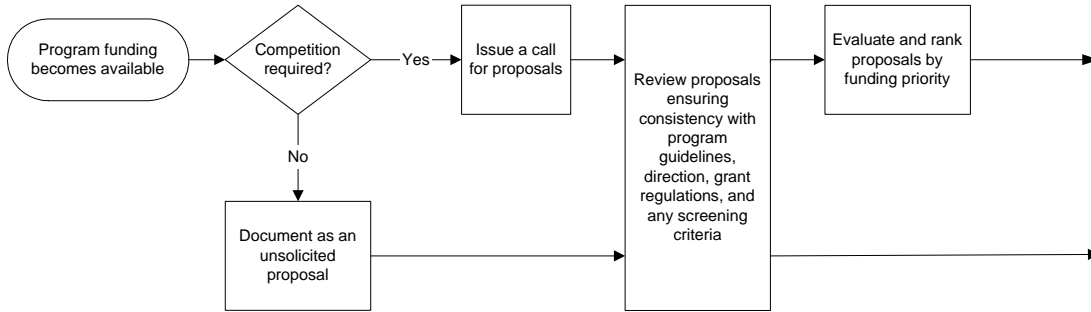 Program funding
becomes available
Competition
required?
Yes
Issue a call
for proposals
No
Document as an
unsolicited
proposal
Review proposals
ensuring
consistency with
program
guidelines,
direction, grant
regulations, and
any screening
criteria
Evaluate and rank
proposals by
funding priority